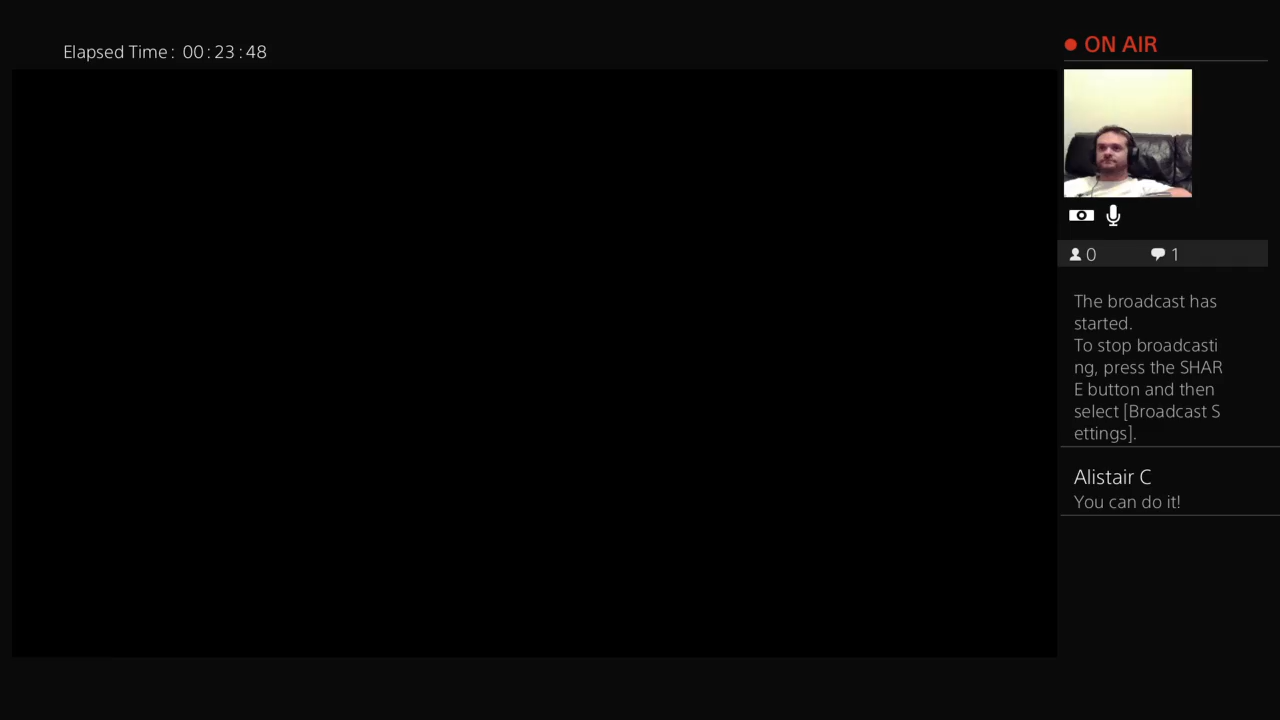 Elapsed Time: 00:23:48
ON AIR
0 1
The broadcast has
started.
To stop broadcasti
ng, press the SHAR
E button and then
select [Broadcast S
ettings].
Alistair C
You can do it!